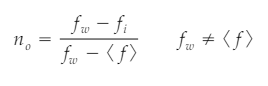 n_o = (f_w − f_i) / (f_w − ⟨f⟩)    f_w ≠ ⟨f⟩